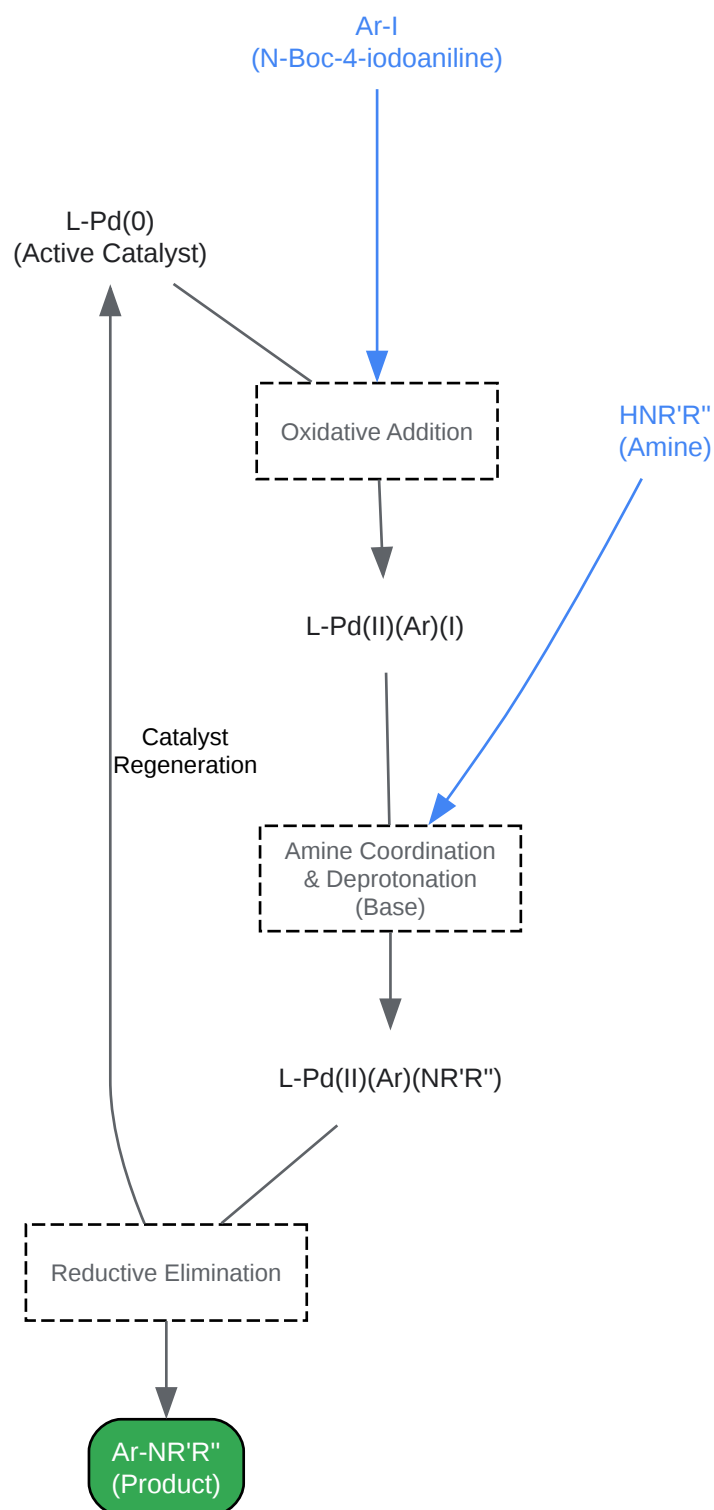 Ar-I
(N-Boc-4-iodoaniline)
L-Pd(0)
(Active Catalyst)
Oxidative Addition
HNR'R"
(Amine)
L-Pd(II)(Ar)(I)
Catalyst
Regeneration
Amine Coordination
& Deprotonation
(Base)
L-Pd(II)(Ar)(NR'R")
Reductive Elimination
Ar-NR'R"
(Product)